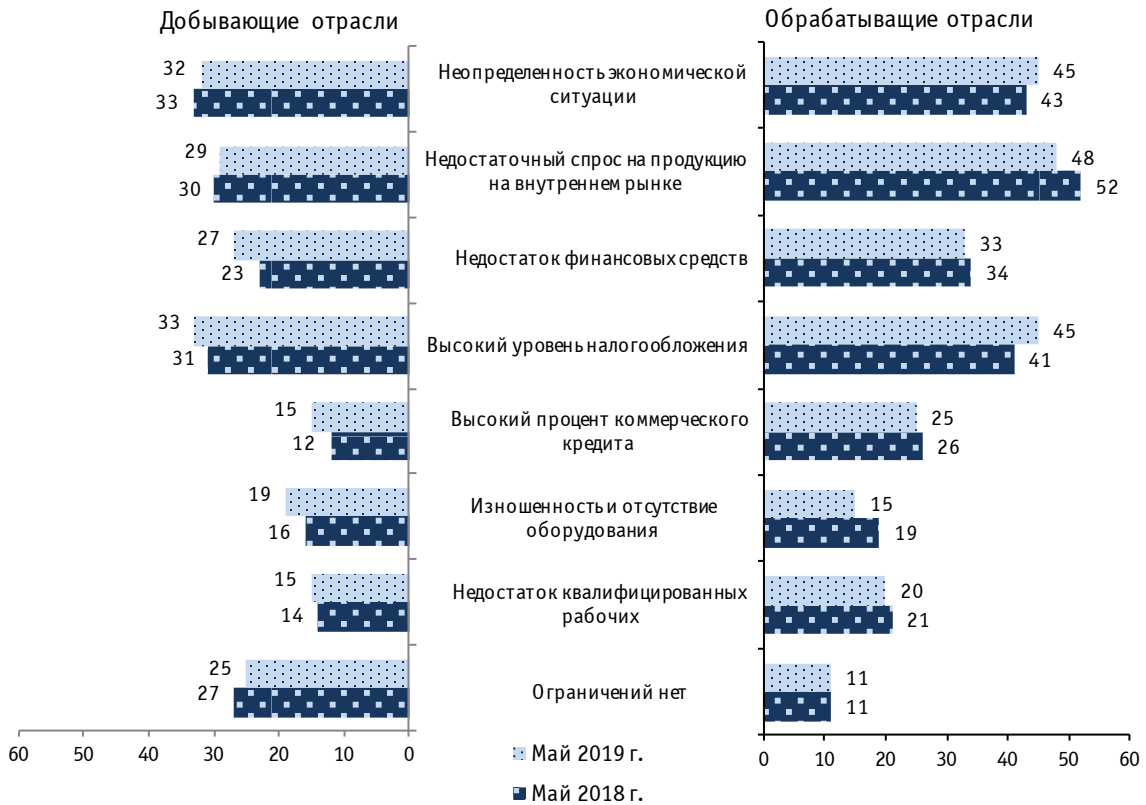 Добывающие отрасли
Обрабатыващие отрасли
32
33
Неопределенность экономической
ситуации
45
43
29
30
Недостаточный спрос на продукцию
на внутреннем рынке
48
52
27
23
Недостаток финансовых средств
33
34
33
31
Высокий уровень налогообложения
45
41
15
12
Высокий процент коммерческого
кредита
25
26
19
16
Изношенность и отсутствие
оборудования
15
19
15
14
Недостаток квалифицированных
рабочих
20
21
25
27
Ограничений нет
11
11
60 50 40 30 20 10 0
0 10 20 30 40 50 60
Май 2019 г.
Май 2018 г.